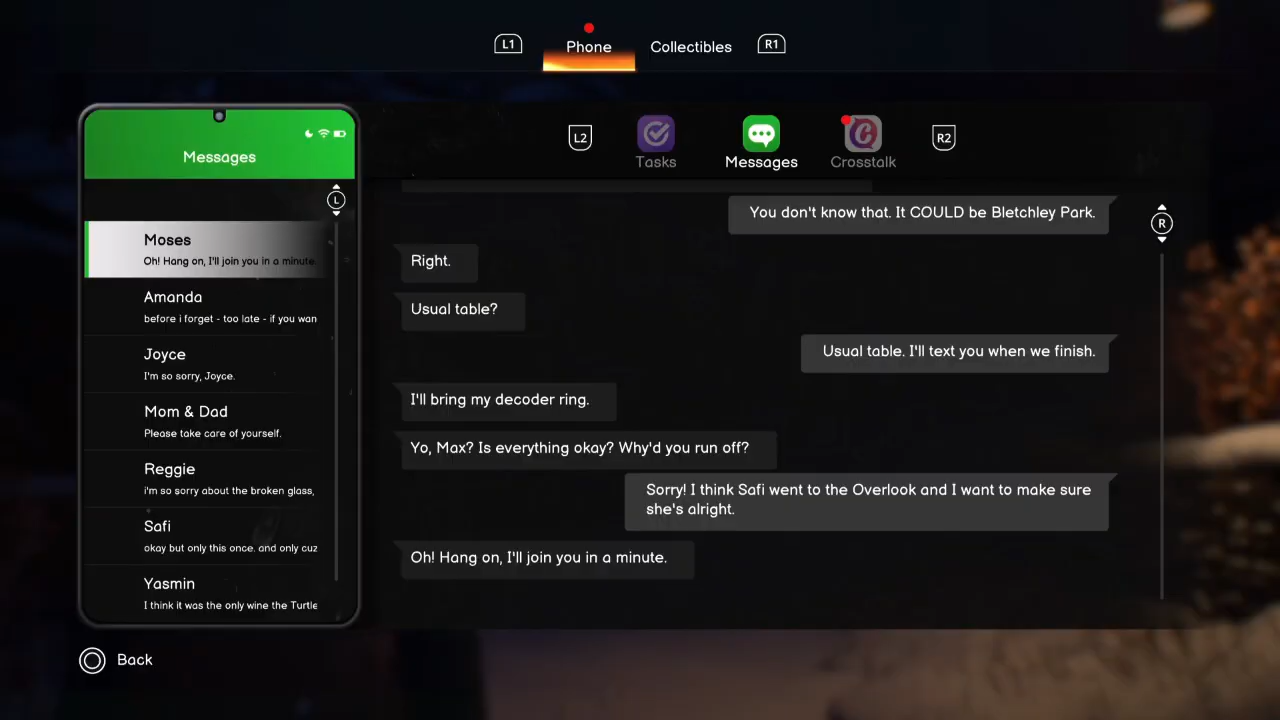 L1
Phone
Collectibles
R1
Messages
L2
Tasks
Messages
Crosstalk
R2
L
Moses
Oh! Hang on, I'll join you in a minute.
Amanda
before i forget - too late - if you wan
Joyce
I'm so sorry, Joyce.
Mom & Dad
Please take care of yourself.
Reggie
i'm so sorry about the broken glass,
Safi
okay but only this once. and only cuz
Yasmin
I think it was the only wine the Turtle
You don't know that. It COULD be Bletchley Park.
R
Right.
Usual table?
Usual table. I'll text you when we finish.
I'll bring my decoder ring.
Yo, Max? Is everything okay? Why'd you run off?
Sorry! I think Safi went to the Overlook and I want to make sure
she's alright.
Oh! Hang on, I'll join you in a minute.
Back